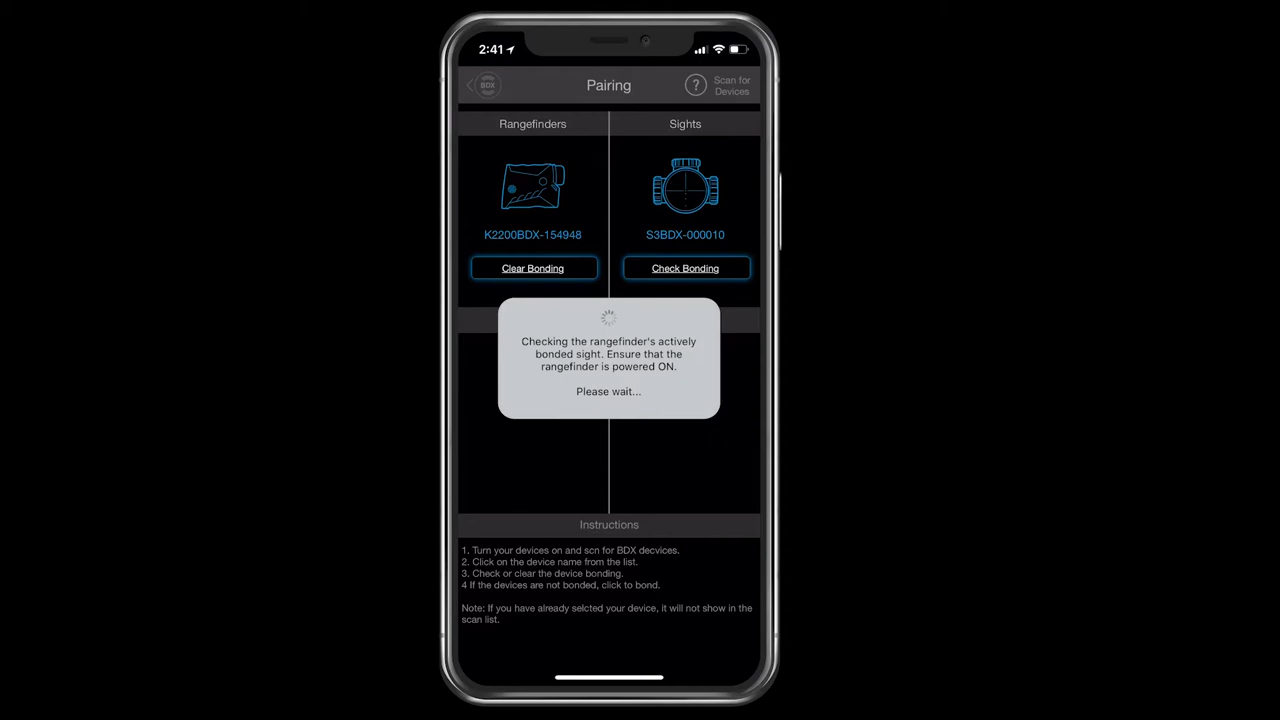 2:41
BDX
Pairing
?
Scan for
Devices
Rangefinders
Sights
K2200BDX-154948
S3BDX-000010
Clear Bonding
Check Bonding
Checking the rangefinder's actively
bonded sight. Ensure that the
rangefinder is powered ON.
Please wait...
Instructions
1. Turn your devices on and scn for BDX decvices.
2. Click on the device name from the list.
3. Check or clear the device bonding.
4 If the devices are not bonded, click to bond.
Note: If you have already selcted your device, it will not show in the
scan list.